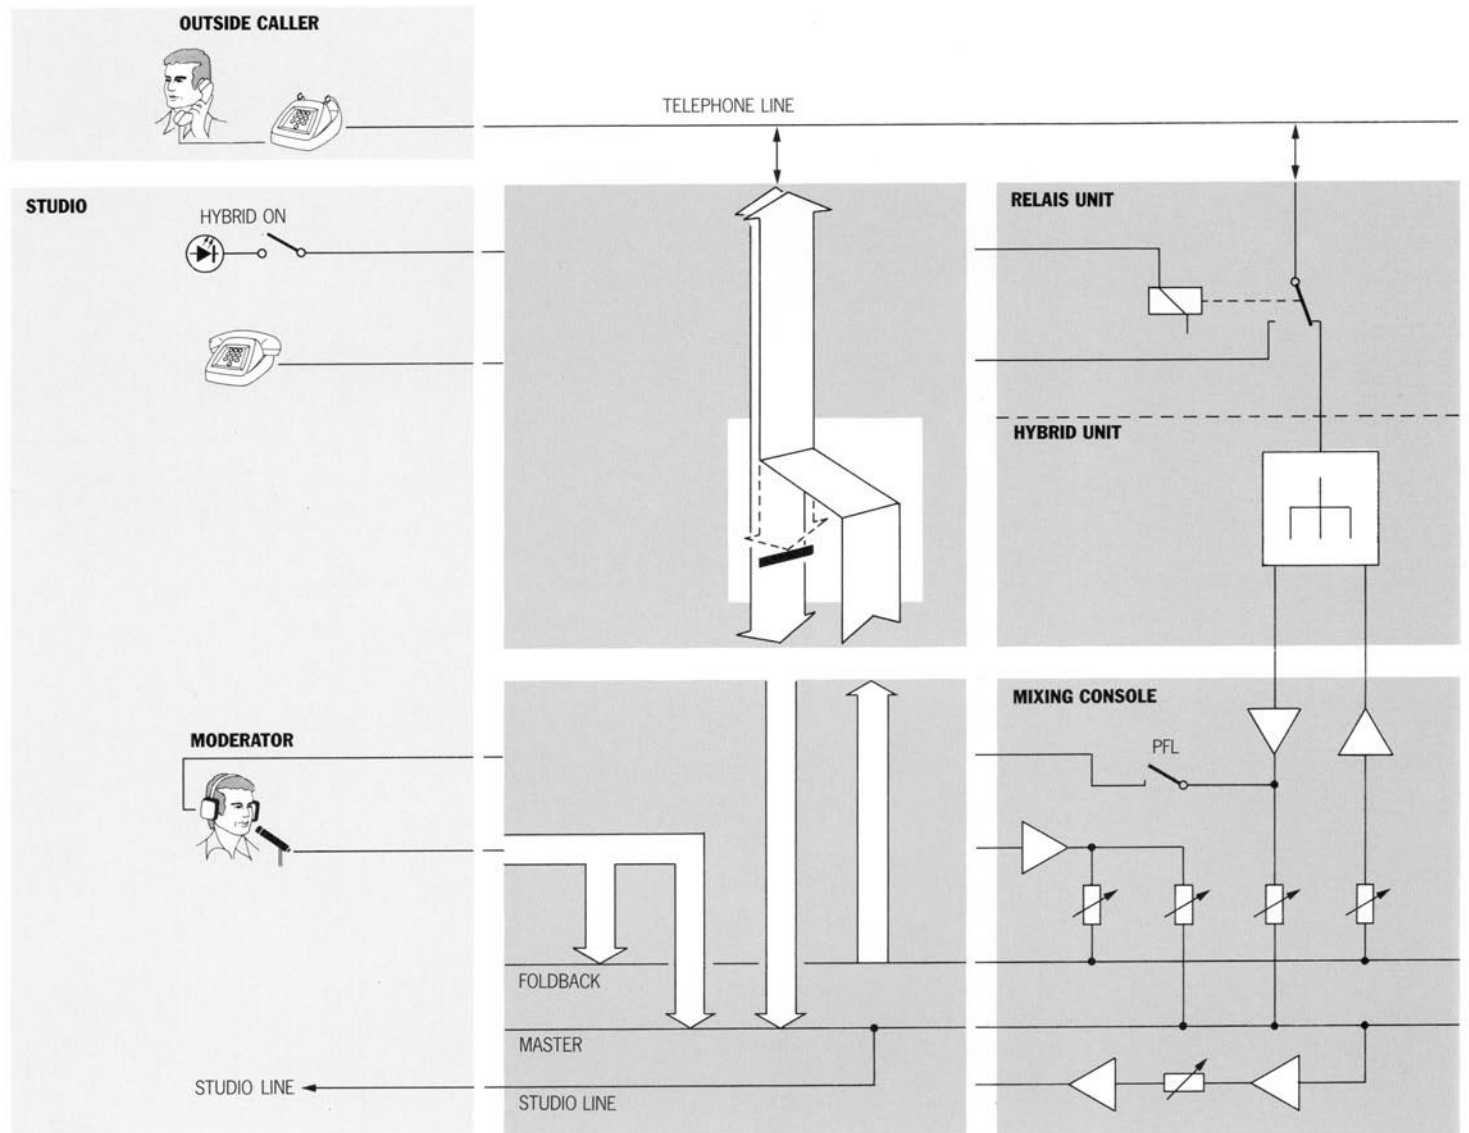 OUTSIDE CALLER
TELEPHONE LINE
STUDIO
HYBRID ON
RELAIS UNIT
HYBRID UNIT
MODERATOR
MIXING CONSOLE
PFL
FOLDBACK
MASTER
STUDIO LINE
STUDIO LINE